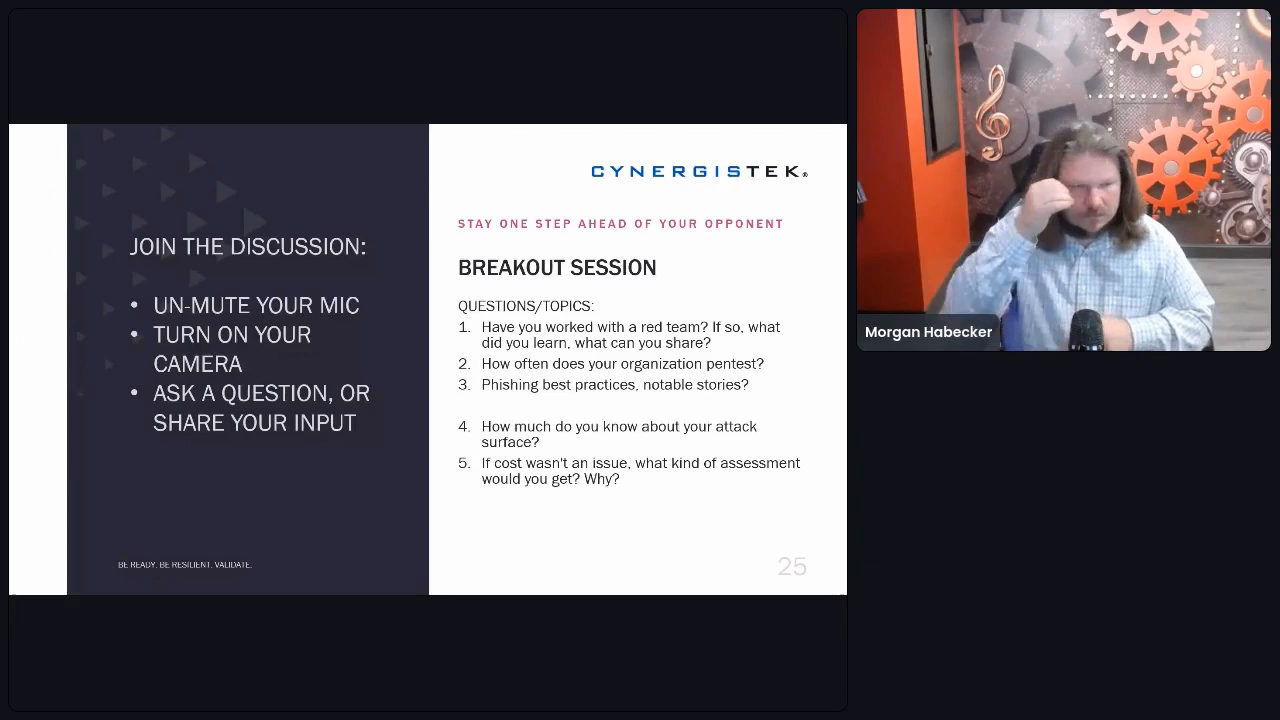 JOIN THE DISCUSSION:
• UN-MUTE YOUR MIC
• TURN ON YOUR
CAMERA
• ASK A QUESTION, OR
SHARE YOUR INPUT
BE READY. BE RESILIENT. VALIDATE.
CYNERGISTEK®
STAY ONE STEP AHEAD OF YOUR OPPONENT
BREAKOUT SESSION
QUESTIONS/TOPICS:
1. Have you worked with a red team? If so, what
did you learn, what can you share?
2. How often does your organization pentest?
3. Phishing best practices, notable stories?
4. How much do you know about your attack
surface?
5. If cost wasn't an issue, what kind of assessment
would you get? Why?
25
Morgan Habecker